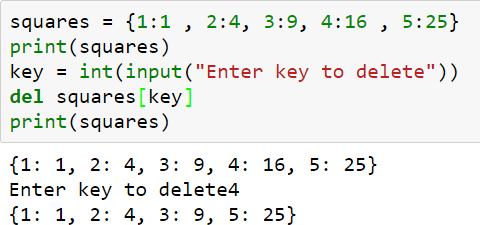 squares = {1:1 , 2:4, 3:9, 4:16 , 5:25}
print(squares)
key = int(input("Enter key to delete"))
del squares[key]
print(squares)
{1: 1, 2: 4, 3: 9, 4: 16, 5: 25}
Enter key to delete4
{1: 1, 2: 4, 3: 9, 5: 25}